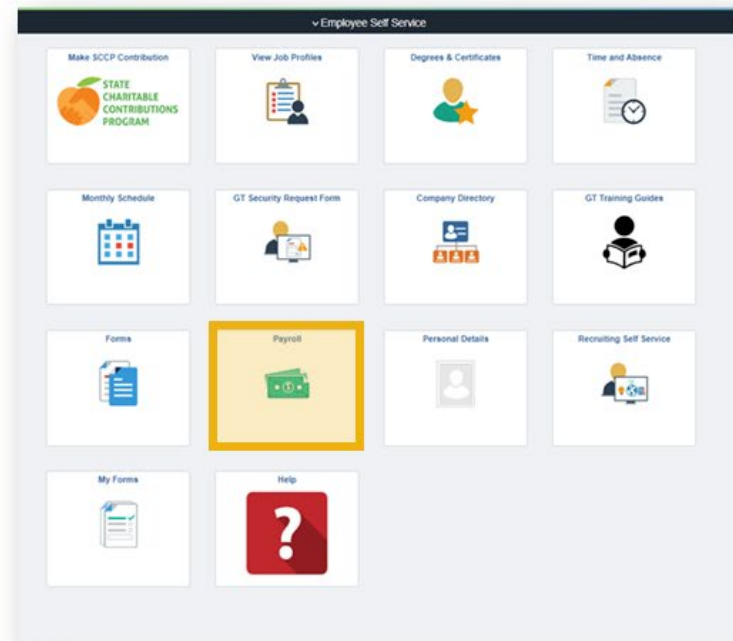 Employee Self Service
Make SCCP Contribution
View Job Profiles
Degrees & Certificates
Time and Absence
STATE
CHARITABLE
CONTRIBUTIONS
PROGRAM
Monthly Schedule
GT Security Request Form
Company Directory
GT Training Guides
Forms
Payroll
Personal Details
Recruiting Self Service
My Forms
Help
?